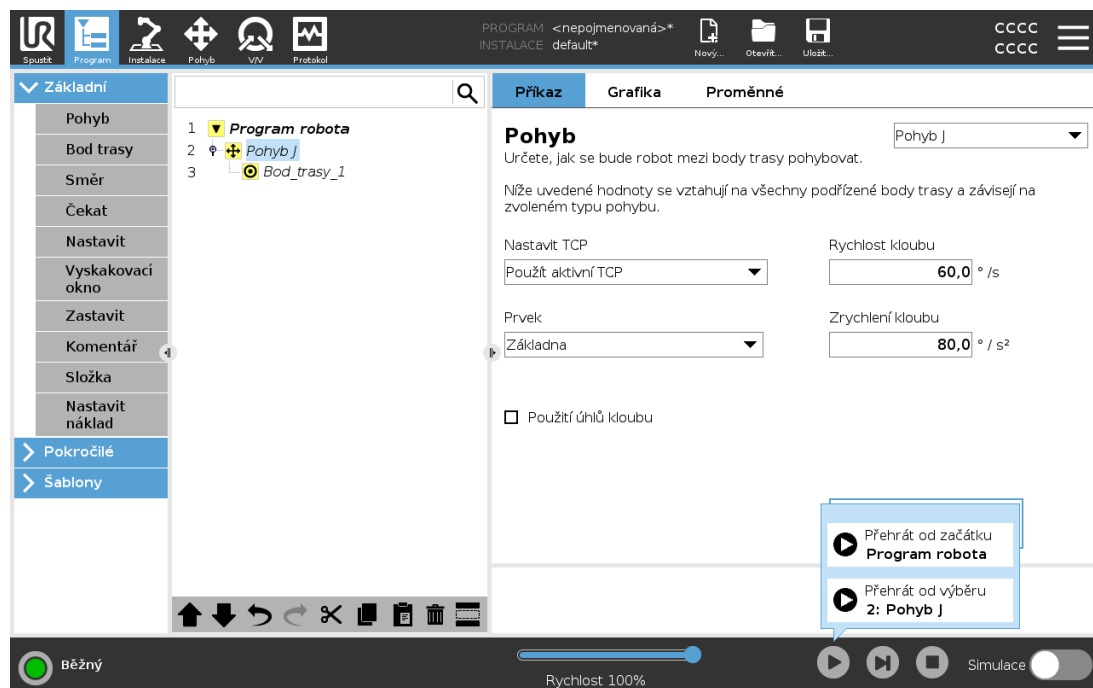 UR
Spustit
Program
Instalace
Pohyb
V/V
Protokol
PROGRAM <nepojmenovaná>*
INSTALACE default*
Nový...
Otevřít...
Uložit...
CCCC
CCCC
Základní
Pohyb
Bod trasy
Směr
Čekat
Nastavit
Vyskakovací
okno
Zastavit
Komentář
Složka
Nastavit
náklad
Pokročilé
Šablony
1 Program robota
2 Pohyb J
3 Bod_trasy_1
Příkaz
Grafika
Proměnné
Pohyb
Pohyb J
Určete, jak se bude robot mezi body trasy pohybovat.
Níže uvedené hodnoty se vztahují na všechny podřízené body trasy a závisejí na
zvoleném typu pohybu.
Nastavit TCP
Rychlost kloubu
Použít aktivní TCP
60,0 ° /s
Prvek
Zrychlení kloubu
Základna
80,0 ° / s²
Použití úhlů kloubu
Přehrát od začátku
Program robota
Přehrát od výběru
2: Pohyb J
Běžný
Rychlost 100%
Simulace